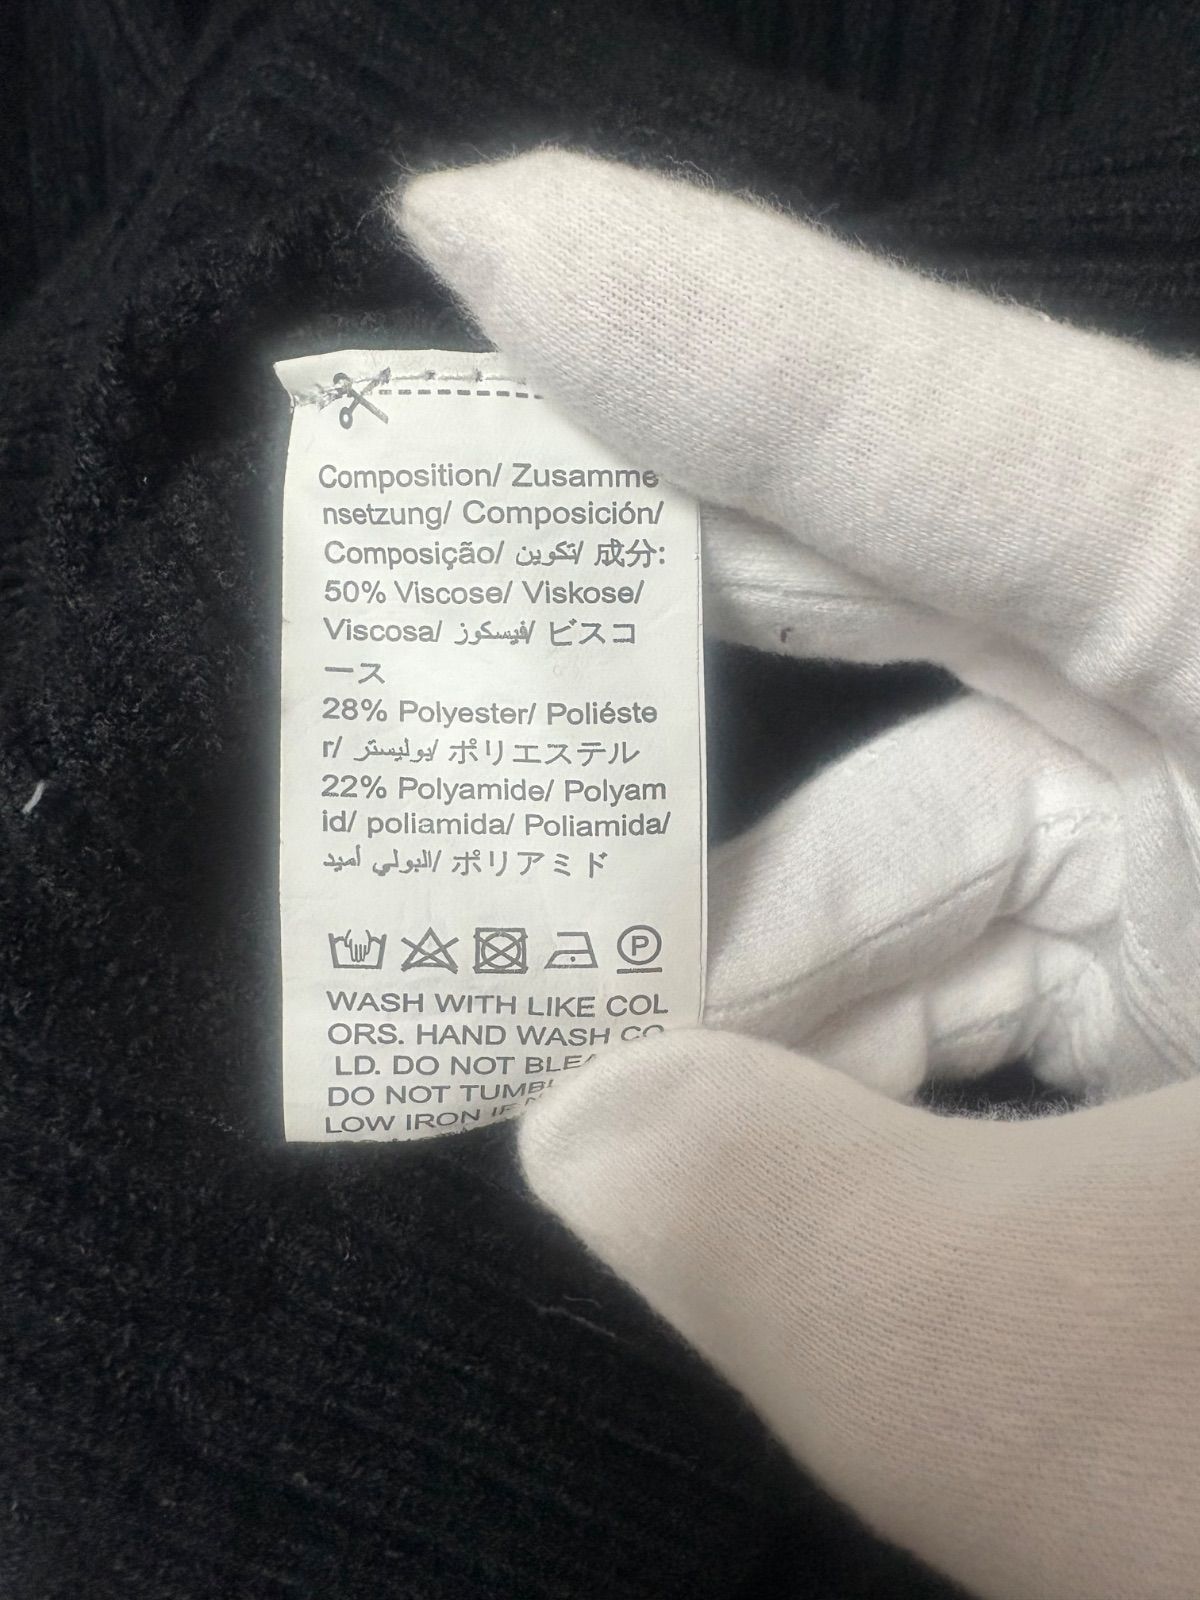 Composition/ Zusamme
nsetzung/ Composición/
Composição/ تكوين/ 成分:
50% Viscose/ Viskose/
Viscosa/ فيسكوز/ ビスコ
ース
28% Polyester/ Poliéste
r/ بوليستر/ ポリエステル
22% Polyamide/ Polyam
id/ poliamida/ Poliamida/
البولي أميد/ ポリアミド
P
WASH WITH LIKE COL
ORS. HAND WASH CO
LD. DO NOT
DO NOT
LOW IRON IF